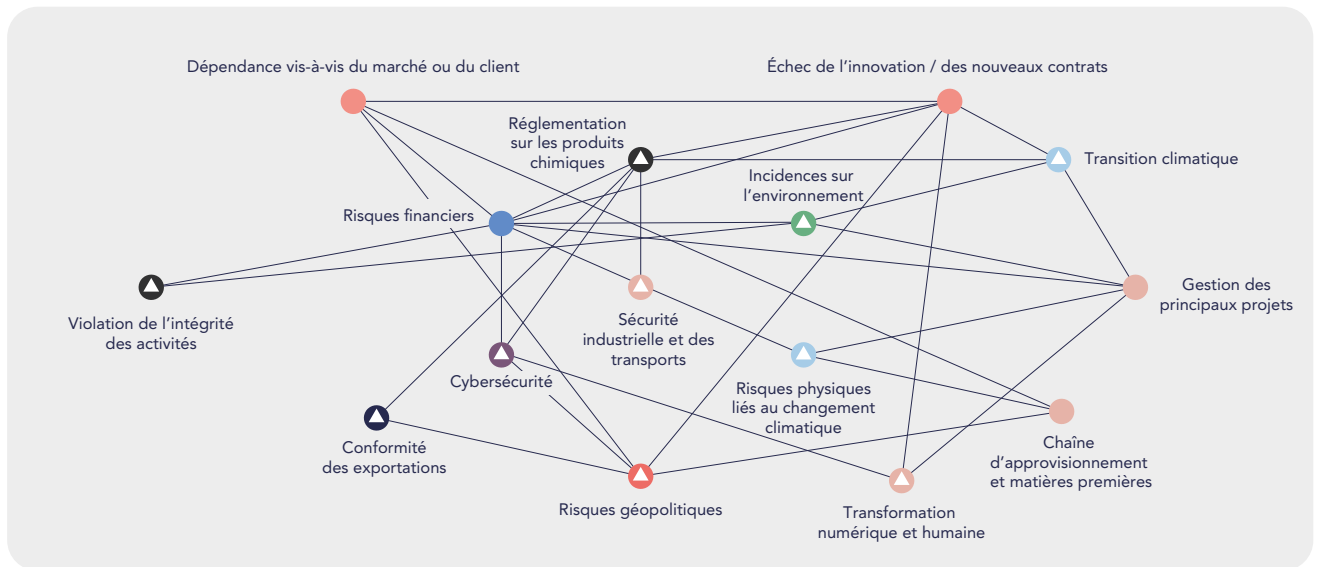 Dépendance vis-à-vis du marché ou du client
Échec de l’innovation / des nouveaux contrats
Réglementation
sur les produits
chimiques
Transition climatique
Incidences sur
l’environnement
Risques financiers
Gestion des
principaux projets
Violation de l’intégrité
des activités
Sécurité
industrielle et des
transports
Cybersécurité
Risques physiques
liés au changement
climatique
Conformité
des exportations
Chaîne
d’approvisionnement
et matières premières
Risques géopolitiques
Transformation
numérique et humaine